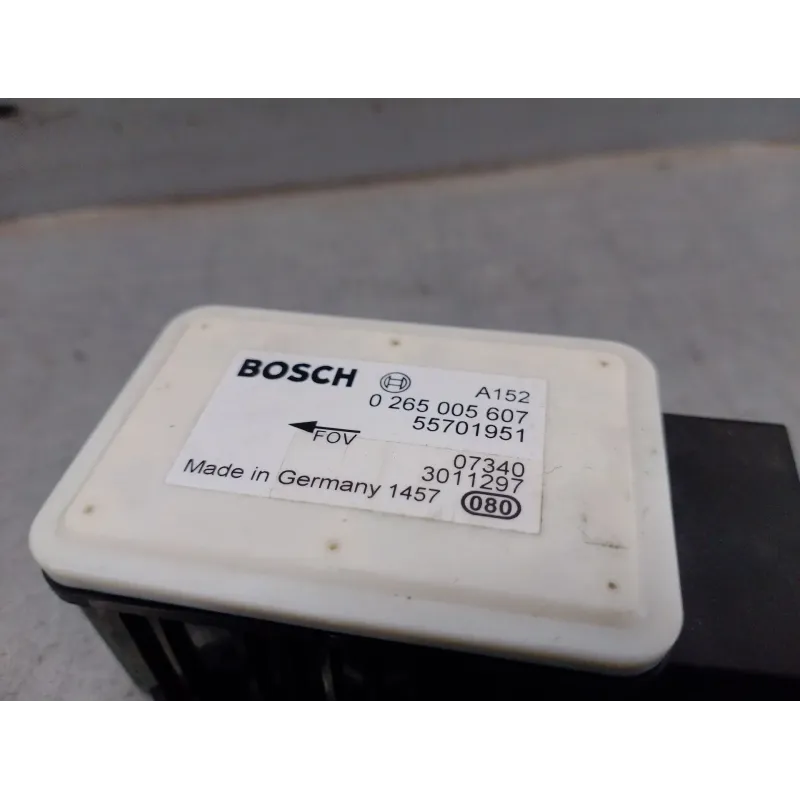 BOSCH A152
0 265 005 607
55701951
FOV
07340
3011297
Made in Germany 1457 080